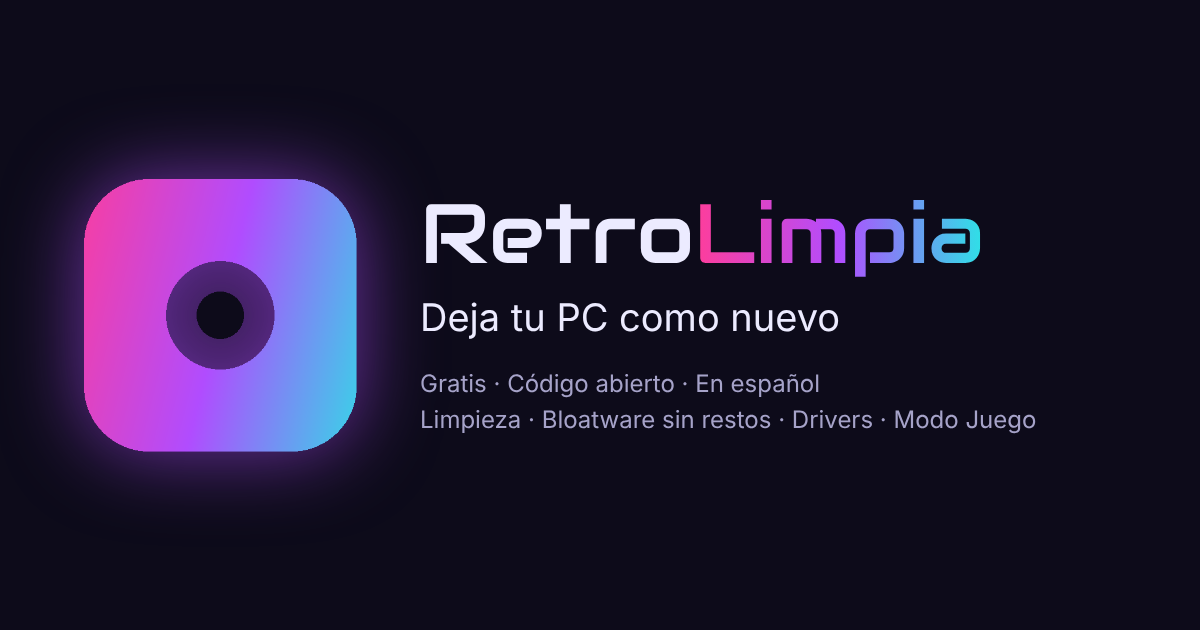 RetroLimpia
Deja tu PC como nuevo
Gratis · Código abierto · En español
Limpieza · Bloatware sin restos · Drivers · Modo Juego